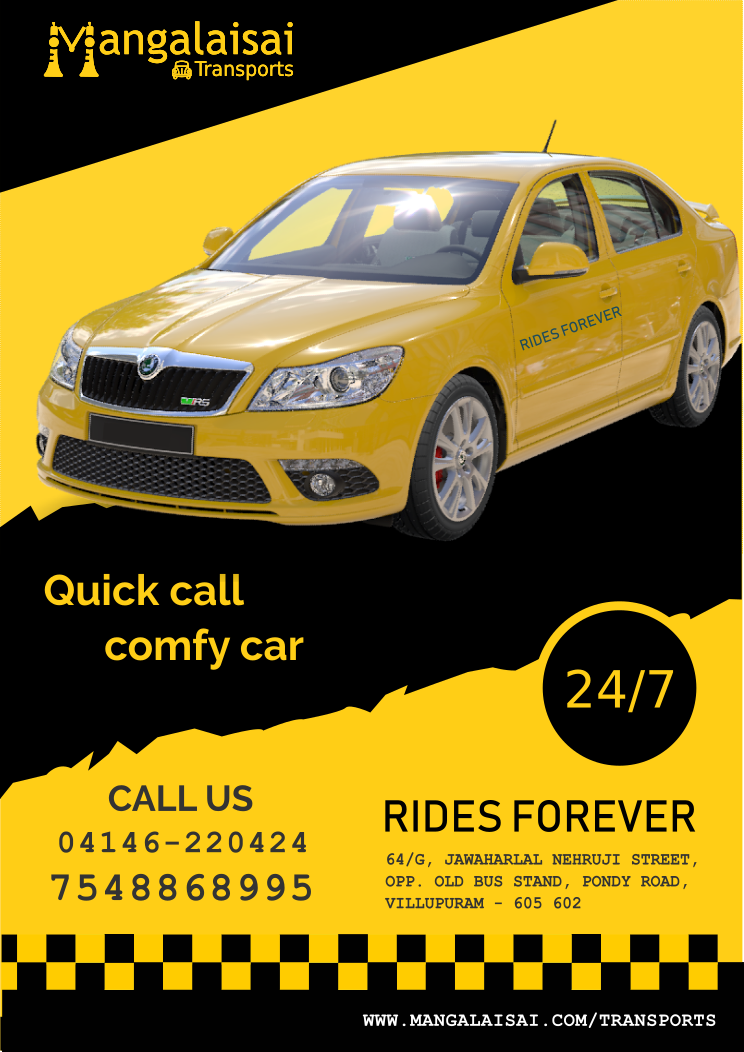 Mangalaisai
Transports
RIDES FOREVER
RS
Quick call
comfy car
24/7
CALL US
04146-220424
7548868995
RIDES FOREVER
64/G, JAWAHARLAL NEHRUJI STREET,
OPP. OLD BUS STAND, PONDY ROAD,
VILLUPURAM - 605 602
WWW.MANGALAISAI.COM/TRANSPORTS